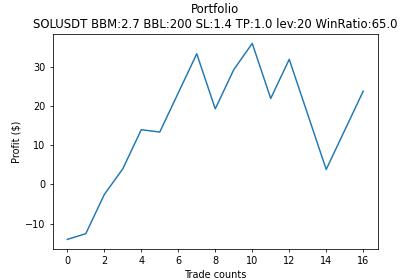 Portfolio
SOLUSDT BBM:2.7 BBL:200 SL:1.4 TP:1.0 lev:20 WinRatio:65.0
30
20
10
0
−10
Profit ($)
0 2 4 6 8 10 12 14 16
Trade counts